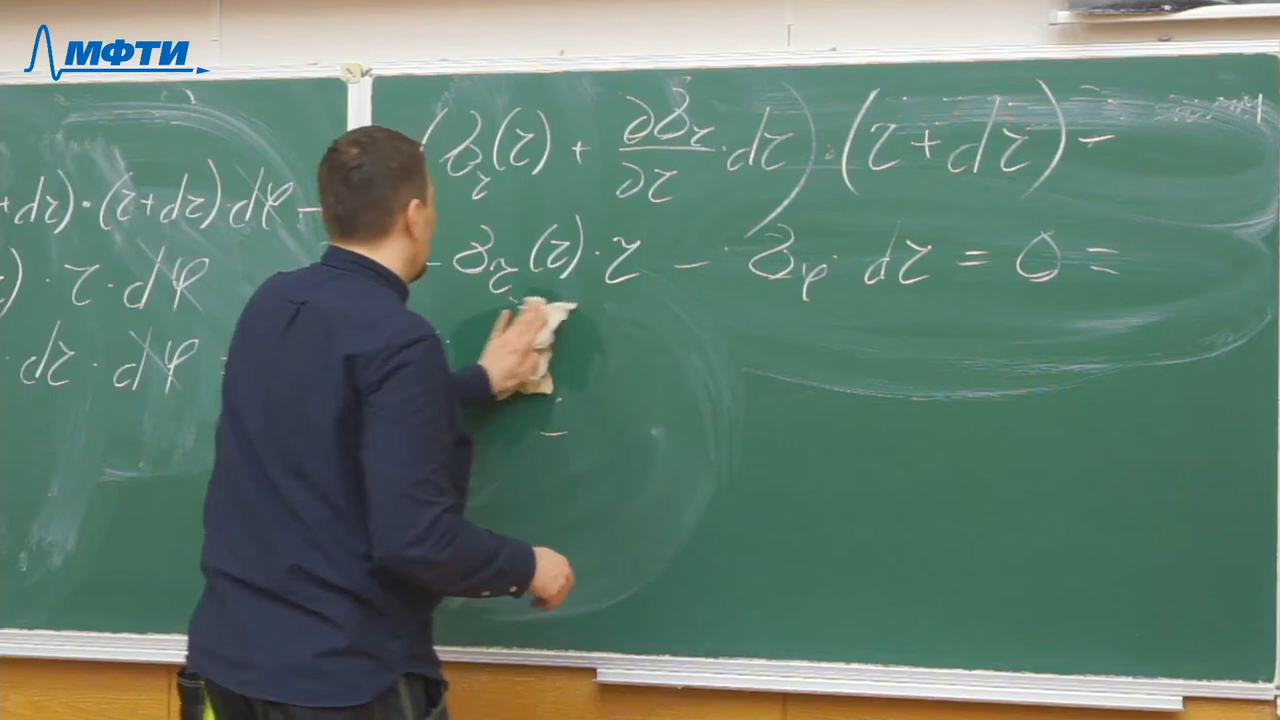 МФТИ
+dr)·(r+dr)·dφ −
) · r · dφ
· dr · dφ =
(σ_r(r) + ∂σ_r/∂r · dr) · (r + dr) −
− σ_r(r) · r − σ_φ · dr = 0 =